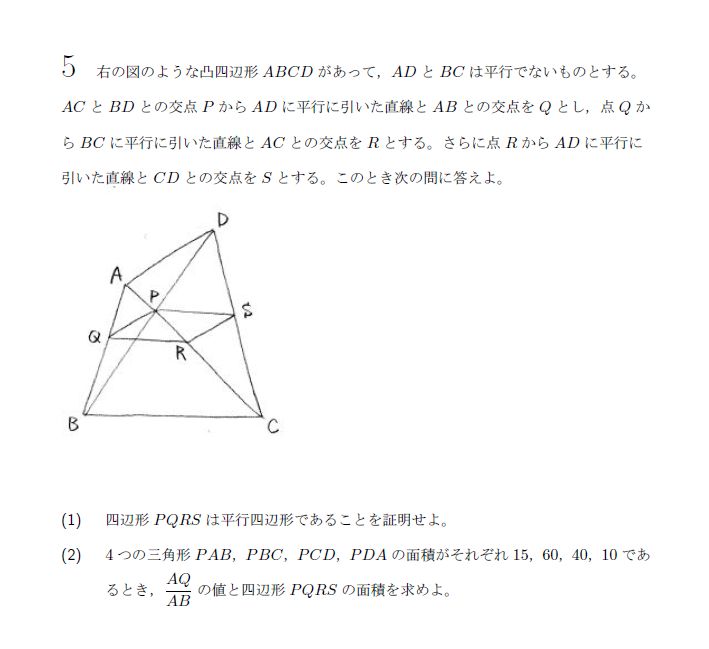 5 右の図のような凸四辺形 ABCD があって，AD と BC は平行でないものとする。
AC と BD との交点 P から AD に平行に引いた直線と AB との交点を Q とし，点 Q か
ら BC に平行に引いた直線と AC との交点を R とする。さらに点 R から AD に平行に
引いた直線と CD との交点を S とする。このとき次の問に答えよ。
D
A
P
S
Q
R
B
C
(1) 四辺形 PQRS は平行四辺形であることを証明せよ。
(2) 4 つの三角形 PAB，PBC，PCD，PDA の面積がそれぞれ 15，60，40，10 であ
るとき，AQ/AB の値と四辺形 PQRS の面積を求めよ。